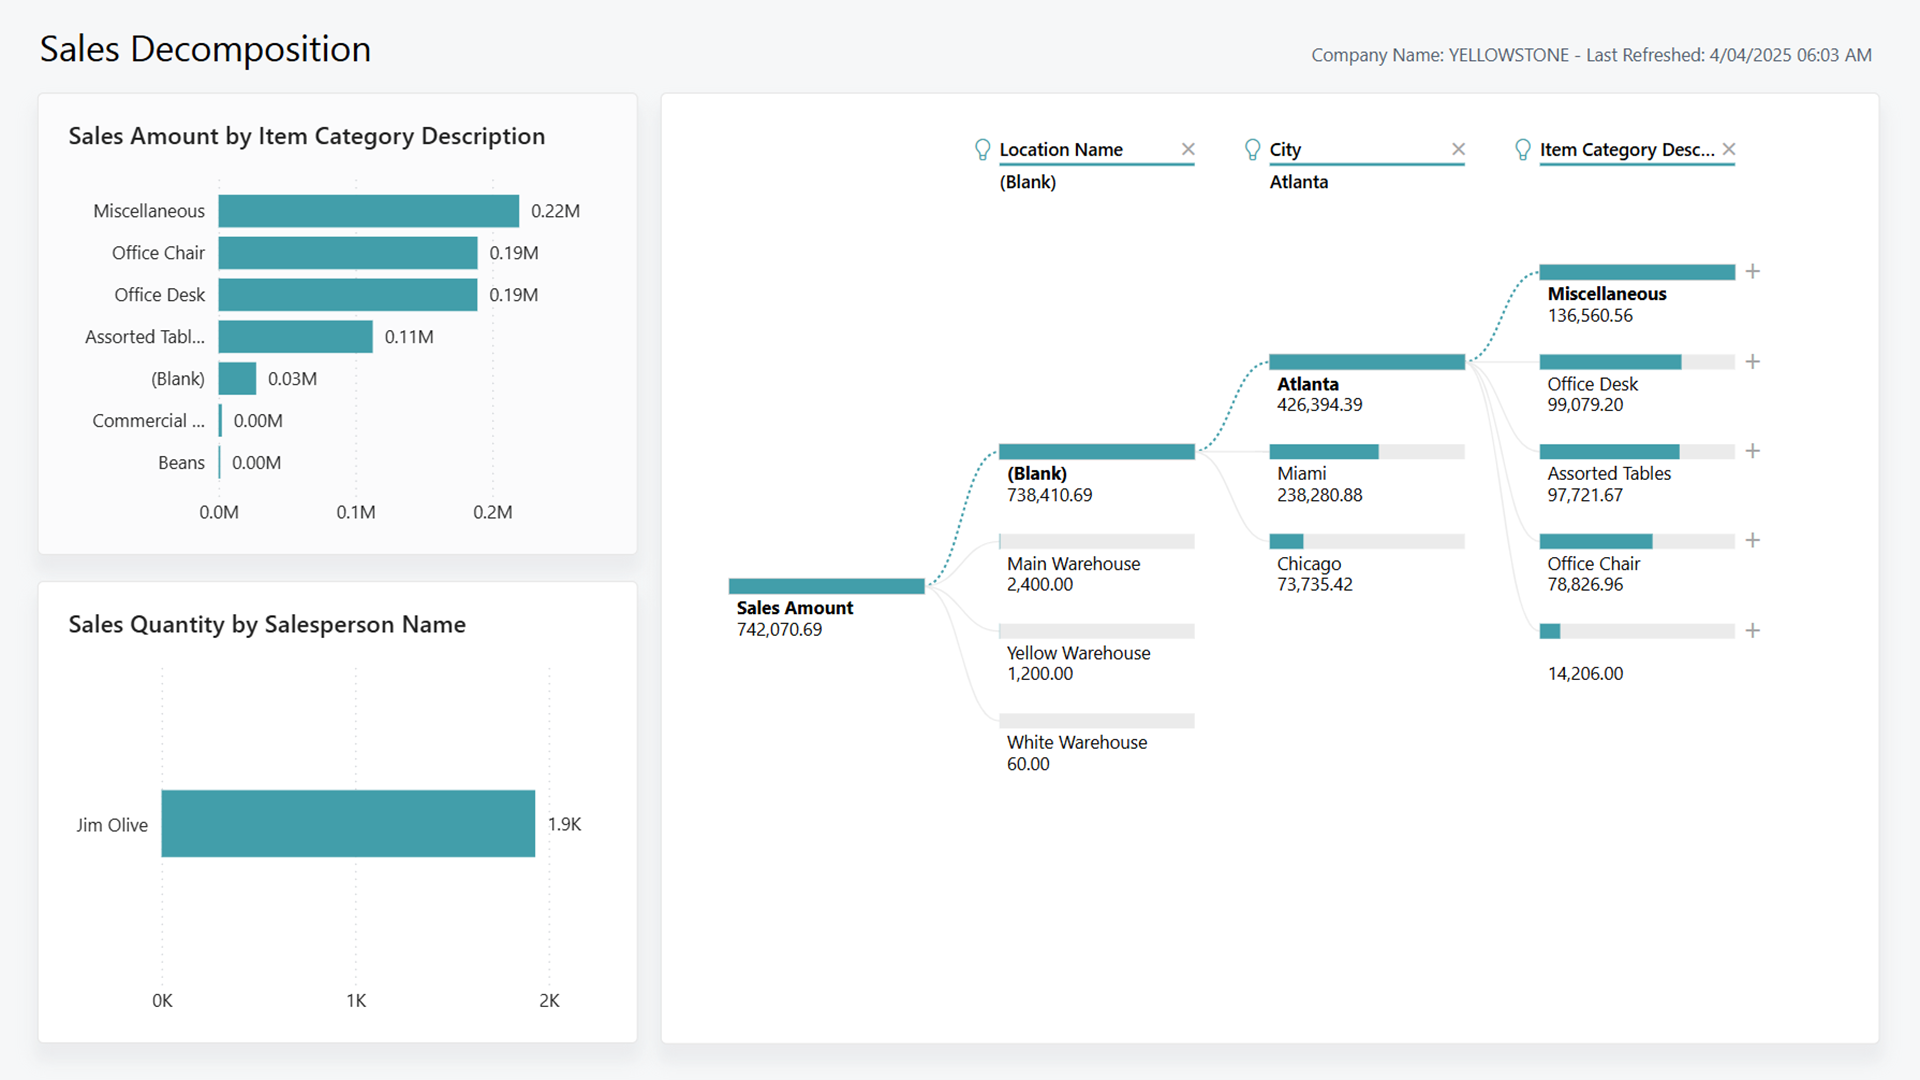 Sales Decomposition
Company Name: YELLOWSTONE - Last Refreshed: 4/04/2025 06:03 AM
Sales Amount by Item Category Description
Miscellaneous 0.22M
Office Chair 0.19M
Office Desk 0.19M
Assorted Tabl... 0.11M
(Blank) 0.03M
Commercial ... 0.00M
Beans 0.00M
0.0M 0.1M 0.2M
Sales Quantity by Salesperson Name
Jim Olive 1.9K
0K 1K 2K
Location Name
(Blank)
City
Atlanta
Item Category Desc...
Sales Amount
742,070.69
(Blank)
738,410.69
Main Warehouse
2,400.00
Yellow Warehouse
1,200.00
White Warehouse
60.00
Atlanta
426,394.39
Miami
238,280.88
Chicago
73,735.42
Miscellaneous
136,560.56
Office Desk
99,079.20
Assorted Tables
97,721.67
Office Chair
78,826.96
14,206.00